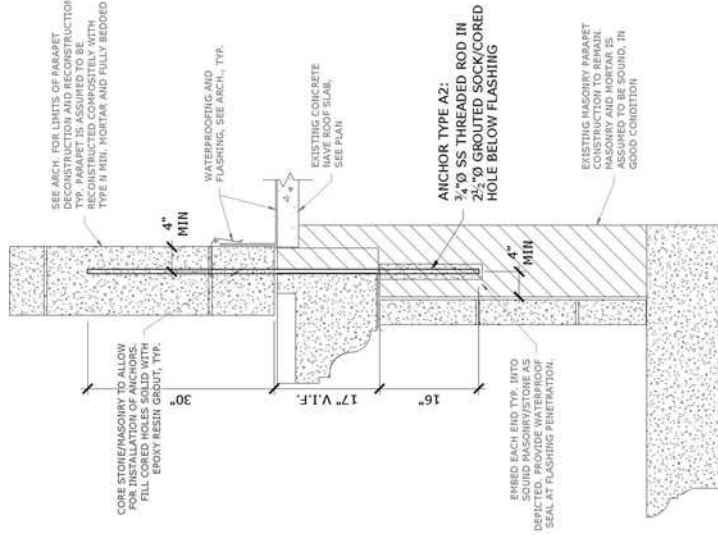 SEE ARCH. FOR LIMITS OF PARAPET
DECONSTRUCTION AND RECONSTRUCTION
TYP. PARAPET IS ASSUMED TO BE
RECONSTRUCTED COMPOSITELY WITH
TYPE N MIN. MORTAR AND FULLY BEDDED
WATERPROOFING AND
FLASHING, SEE ARCH., TYP.
EXISTING CONCRETE
NAVE ROOF SLAB,
SEE PLAN
ANCHOR TYPE A2:
¾"Ø SS THREADED ROD IN
2½"Ø GROUTED SOCK/CORED
HOLE BELOW FLASHING
EXISTING MASONRY PARAPET
CONSTRUCTION TO REMAIN.
MASONRY AND MORTAR IS
ASSUMED TO BE SOUND, IN
GOOD CONDITION
4"
MIN
4"
MIN
CORE STONE/MASONRY TO ALLOW
FOR INSTALLATION OF ANCHORS.
FILL CORED HOLES SOLID WITH
EPOXY RESIN GROUT, TYP.
30"
17" V.I.F.
16"
EMBED EACH END TYP. INTO
SOUND MASONRY/STONE AS
DEPICTED. PROVIDE WATERPROOF
SEAL AT FLASHING PENETRATION.